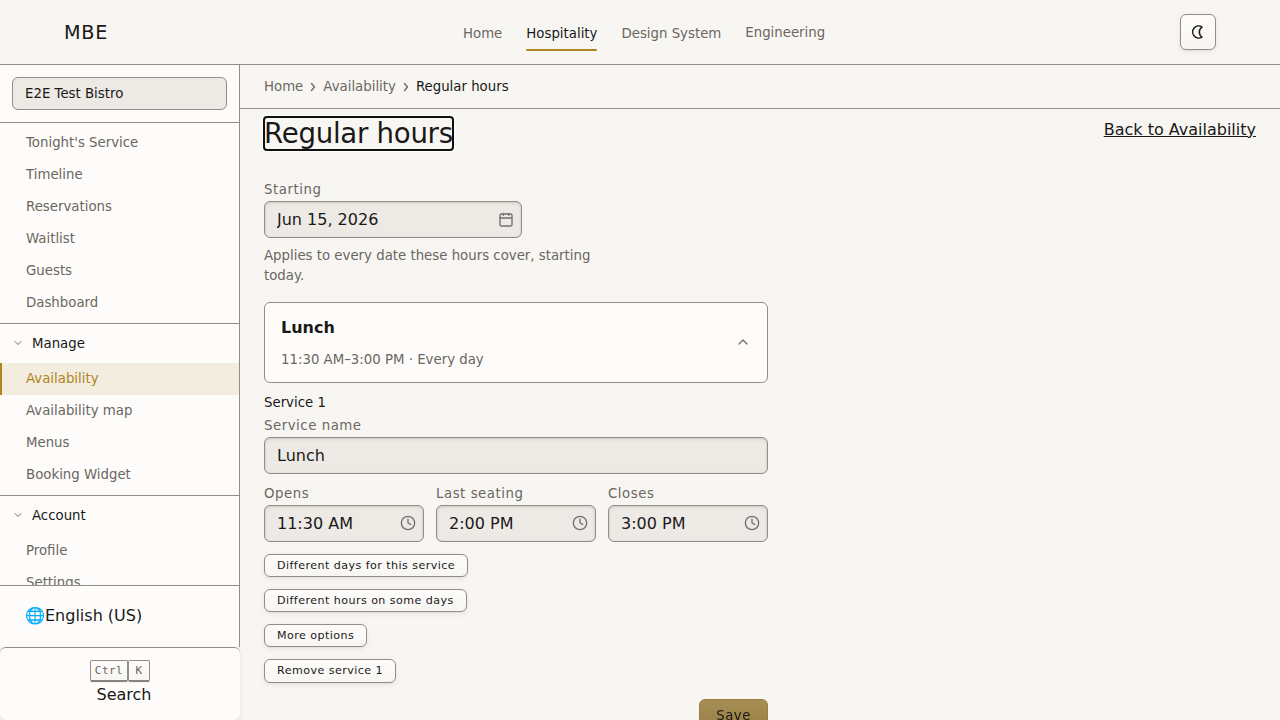 MBE
Home
Hospitality
Design System
Engineering
E2E Test Bistro
Tonight's Service
Timeline
Reservations
Waitlist
Guests
Dashboard
Manage
Availability
Availability map
Menus
Booking Widget
Account
Profile
Settings
English (US)
Ctrl K
Search
Home > Availability > Regular hours
Regular hours
Back to Availability
Starting
Jun 15, 2026
Applies to every date these hours cover, starting
today.
Lunch
11:30 AM–3:00 PM · Every day
Service 1
Service name
Lunch
Opens
Last seating
Closes
11:30 AM
2:00 PM
3:00 PM
Different days for this service
Different hours on some days
More options
Remove service 1
Save